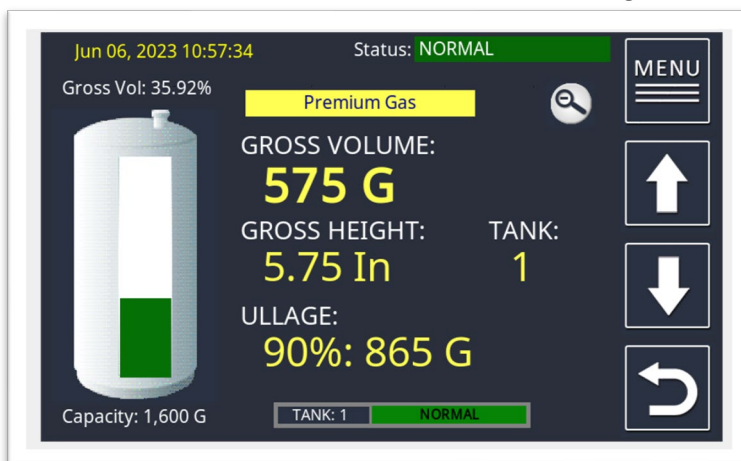 Jun 06, 2023 10:57:34
Status: NORMAL
MENU
Gross Vol: 35.92%
Premium Gas
GROSS VOLUME:
575 G
GROSS HEIGHT: TANK:
5.75 In 1
ULLAGE:
90%: 865 G
Capacity: 1,600 G
TANK: 1 NORMAL